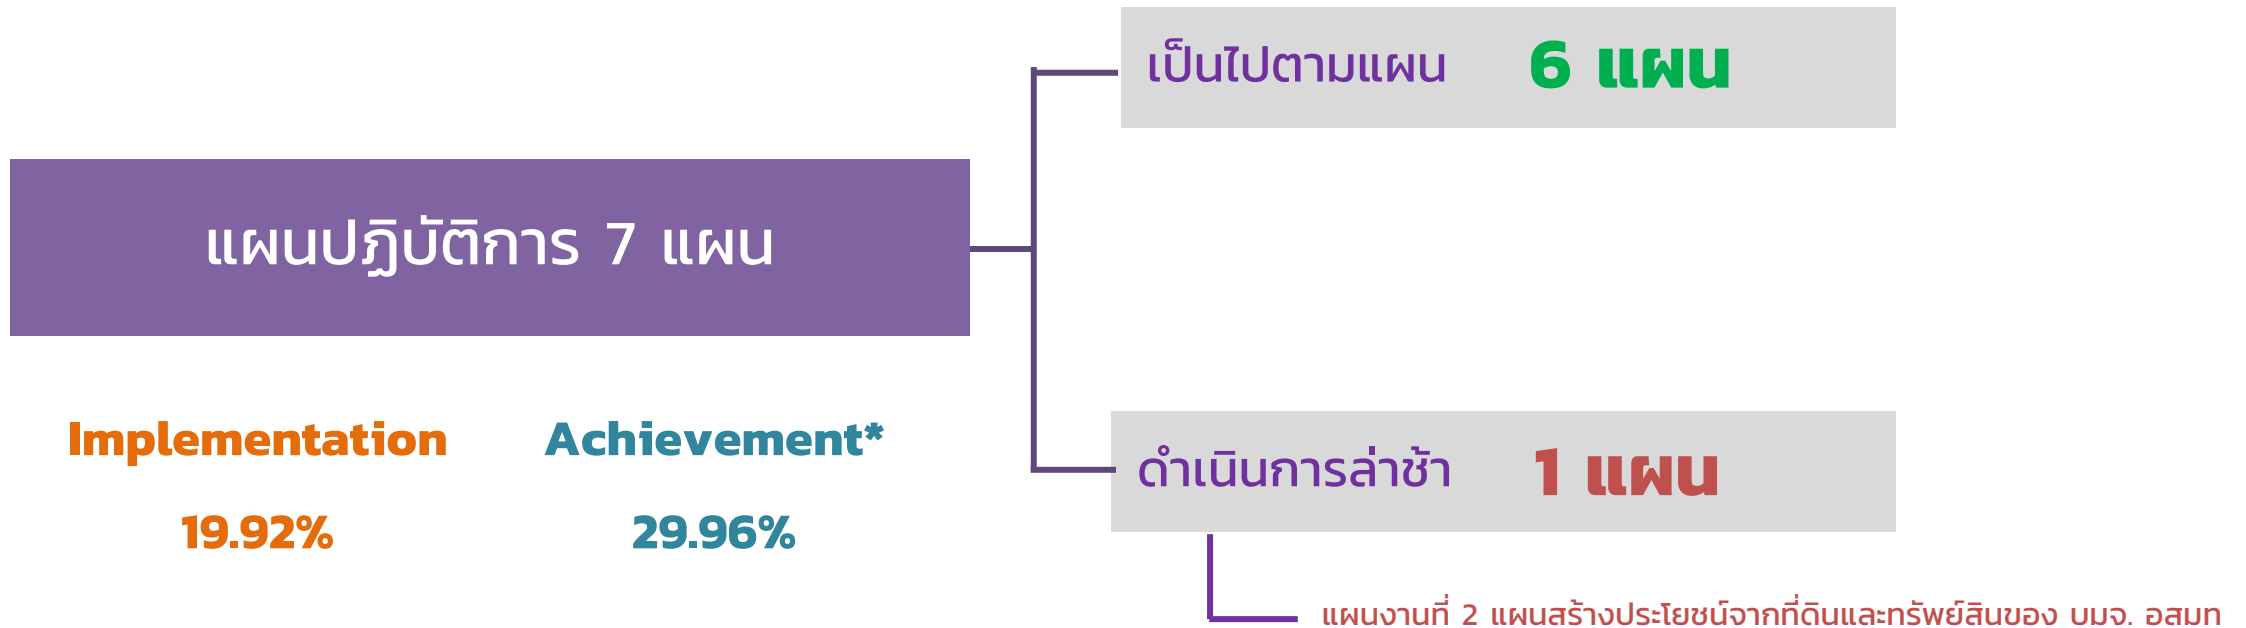 เป็นไปตามแผน 6 แผน
แผนปฏิบัติการ 7 แผน
Implementation Achievement*
19.92% 29.96%
ดำเนินการล่าช้า 1 แผน
แผนงานที่ 2 แผนสร้างประโยชน์จากที่ดินและทรัพย์สินของ บมจ. อสมท